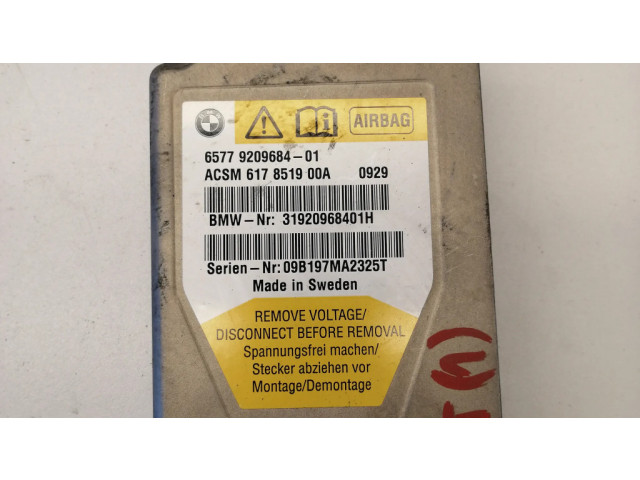 AIRBAG
6577 9209684-01
ACSM 617 8519 00A 0929
BMW-Nr: 31920968401H
Serien-Nr: 09B197MA2325T
Made in Sweden
REMOVE VOLTAGE/
DISCONNECT BEFORE REMOVAL
Spannungsfrei machen/
Stecker abziehen vor
Montage/Demontage